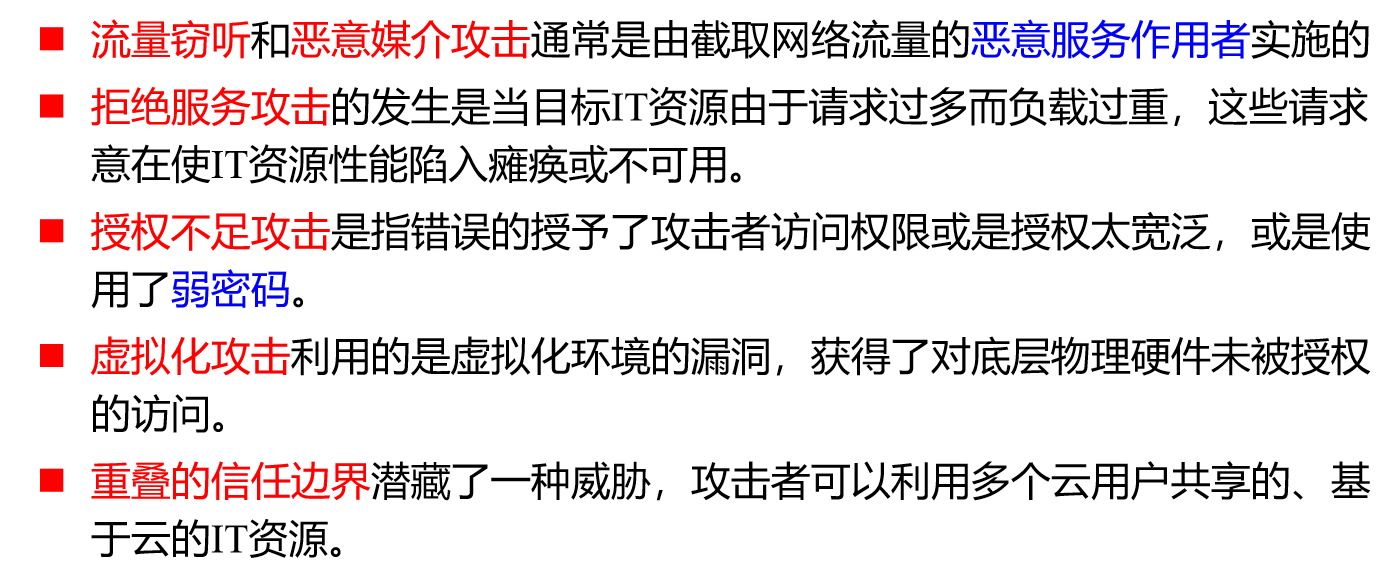 ■ 流量窃听和恶意媒介攻击通常是由截取网络流量的恶意服务作用者实施的
■ 拒绝服务攻击的发生是当目标IT资源由于请求过多而负载过重，这些请求
意在使IT资源性能陷入瘫痪或不可用。
■ 授权不足攻击是指错误的授予了攻击者访问权限或是授权太宽泛，或是使
用了弱密码。
■ 虚拟化攻击利用的是虚拟化环境的漏洞，获得了对底层物理硬件未被授权
的访问。
■ 重叠的信任边界潜藏了一种威胁，攻击者可以利用多个云用户共享的、基
于云的IT资源。